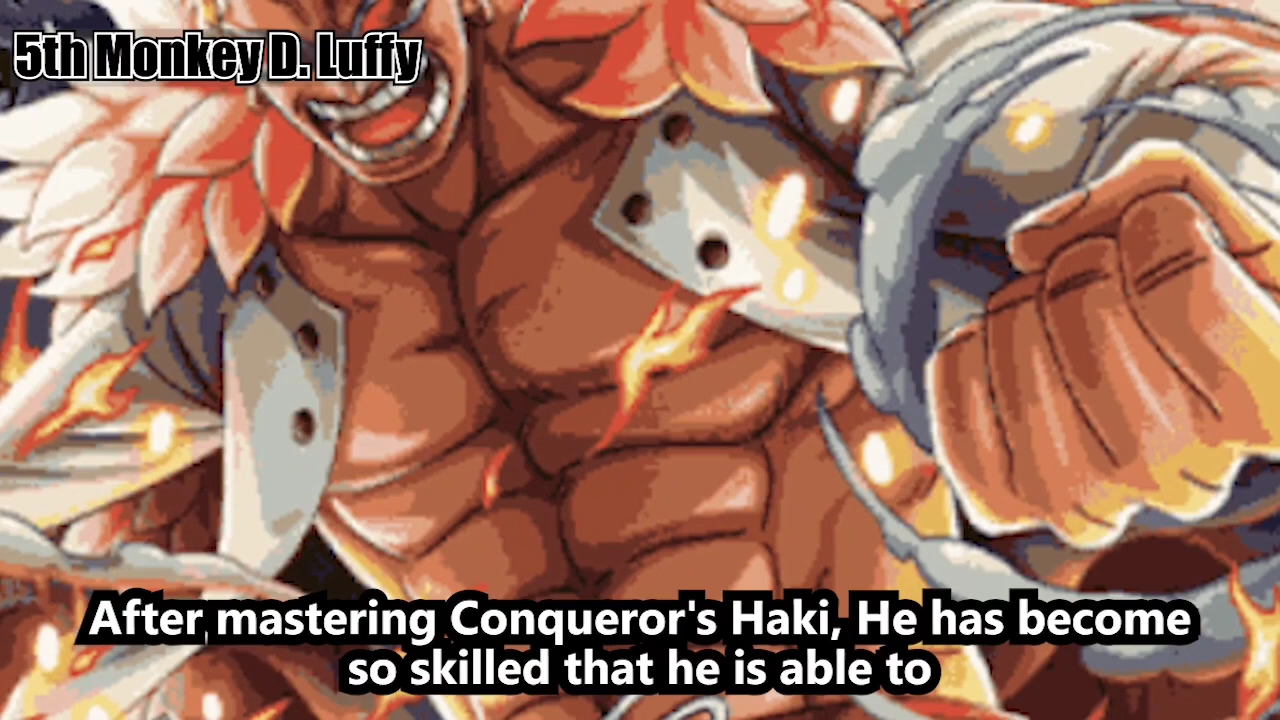 5th Monkey D. Luffy
After mastering Conqueror's Haki, He has become
so skilled that he is able to